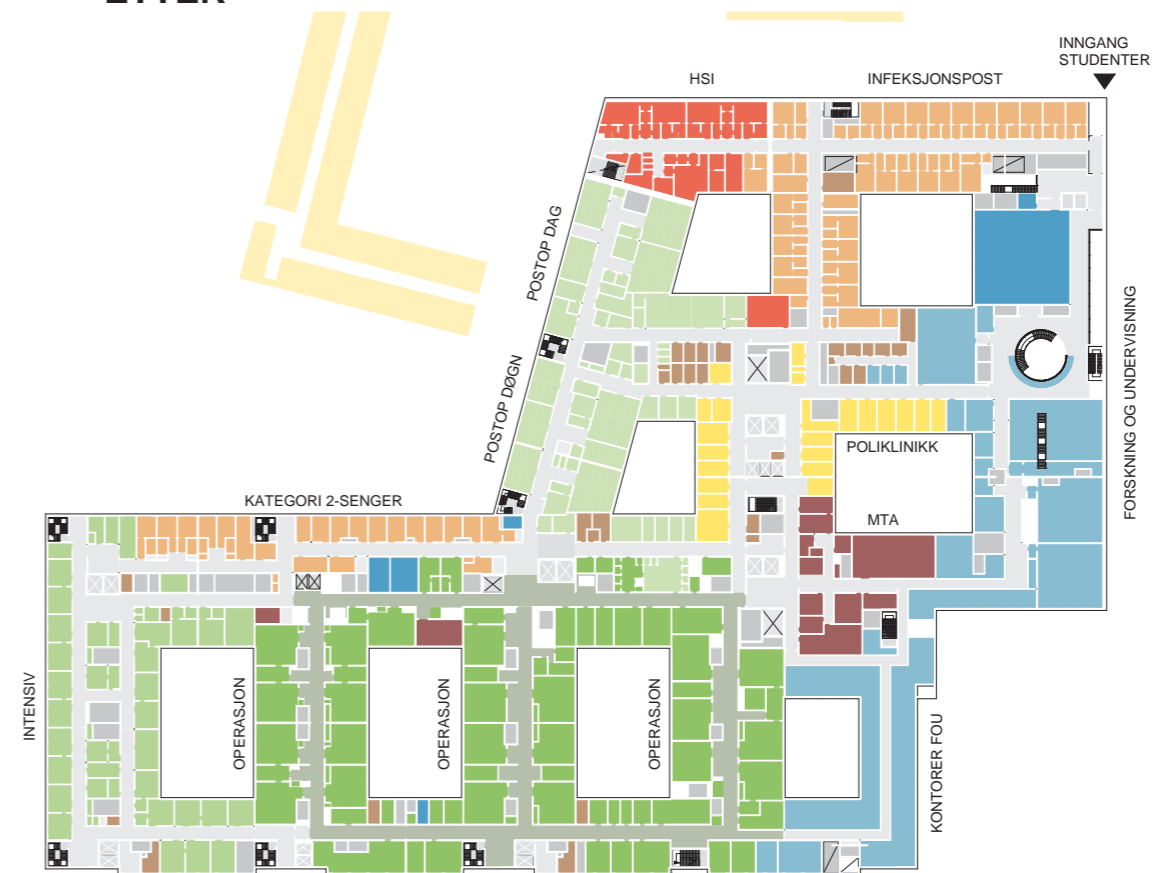 ETTER
INNGANG
STUDENTER
HSI
INFEKSJONSPOST
POSTOP DAG
POSTOP DØGN
FORSKNING OG UNDERVISNING
POLIKLINIKK
KATEGORI 2-SENGER
MTA
INTENSIV
OPERASJON
OPERASJON
OPERASJON
KONTORER FOU